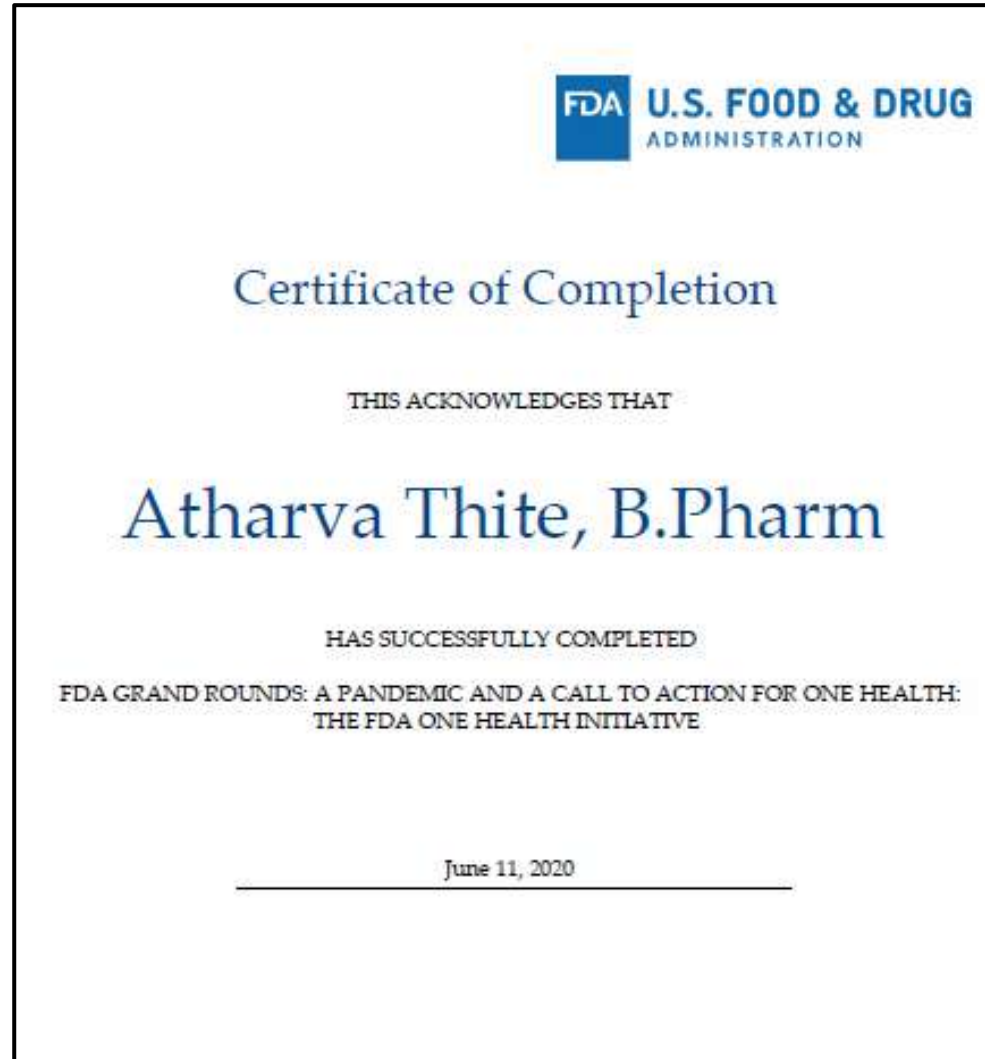 FDA U.S. FOOD & DRUG
ADMINISTRATION
Certificate of Completion
THIS ACKNOWLEDGES THAT
Atharva Thite, B.Pharm
HAS SUCCESSFULLY COMPLETED
FDA GRAND ROUNDS: A PANDEMIC AND A CALL TO ACTION FOR ONE HEALTH:
THE FDA ONE HEALTH INITIATIVE
June 11, 2020